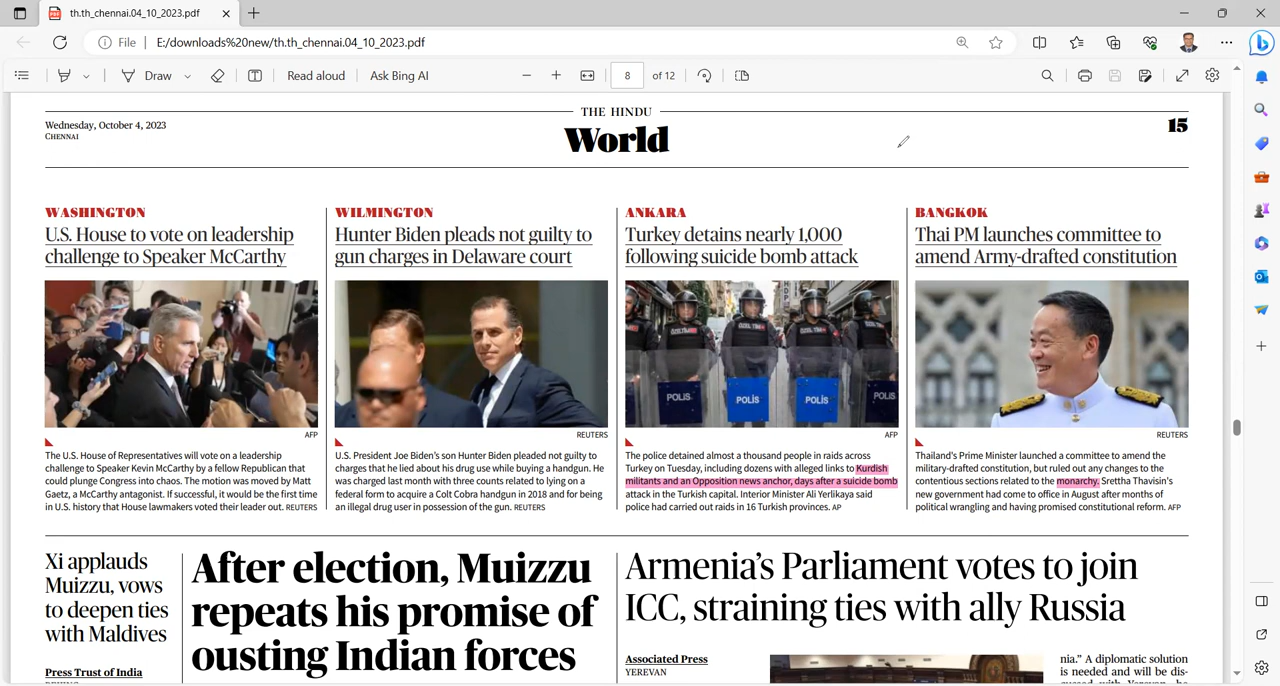 th.th_chennai.04_10_2023.pdf
File
E:/downloads%20new/th.th_chennai.04_10_2023.pdf
Draw
Read aloud
Ask Bing AI
8
of 12
Wednesday, October 4, 2023
CHENNAI
THE HINDU
World
15
WASHINGTON
U.S. House to vote on leadership
challenge to Speaker McCarthy
AFP
The U.S. House of Representatives will vote on a leadership
challenge to Speaker Kevin McCarthy by a fellow Republican that
could plunge Congress into chaos. The motion was moved by Matt
Gaetz, a McCarthy antagonist. If successful, it would be the first time
in U.S. history that House lawmakers voted their leader out. REUTERS
WILMINGTON
Hunter Biden pleads not guilty to
gun charges in Delaware court
REUTERS
U.S. President Joe Biden's son Hunter Biden pleaded not guilty to
charges that he lied about his drug use while buying a handgun. He
was charged last month with three counts related to lying on a
federal form to acquire a Colt Cobra handgun in 2018 and for being
an illegal drug user in possession of the gun. REUTERS
ANKARA
Turkey detains nearly 1,000
following suicide bomb attack
POLIS
POLİS
POLİS
POLIS
AFP
The police detained almost a thousand people in raids across
Turkey on Tuesday, including dozens with alleged links to Kurdish
militants and an Opposition news anchor, days after a suicide bomb
attack in the Turkish capital. Interior Minister Ali Yerlikaya said
police had carried out raids in 16 Turkish provinces. AP
BANGKOK
Thai PM launches committee to
amend Army-drafted constitution
REUTERS
Thailand's Prime Minister launched a committee to amend the
military-drafted constitution, but ruled out any changes to the
contentious sections related to the monarchy. Srettha Thavisin's
new government had come to office in August after months of
political wrangling and having promised constitutional reform. AFP
Xi applauds
Muizzu, vows
to deepen ties
with Maldives
Press Trust of India
After election, Muizzu
repeats his promise of
ousting Indian forces
Armenia's Parliament votes to join
ICC, straining ties with ally Russia
Associated Press
YEREVAN
nia." A diplomatic solution
is needed and will be dis-